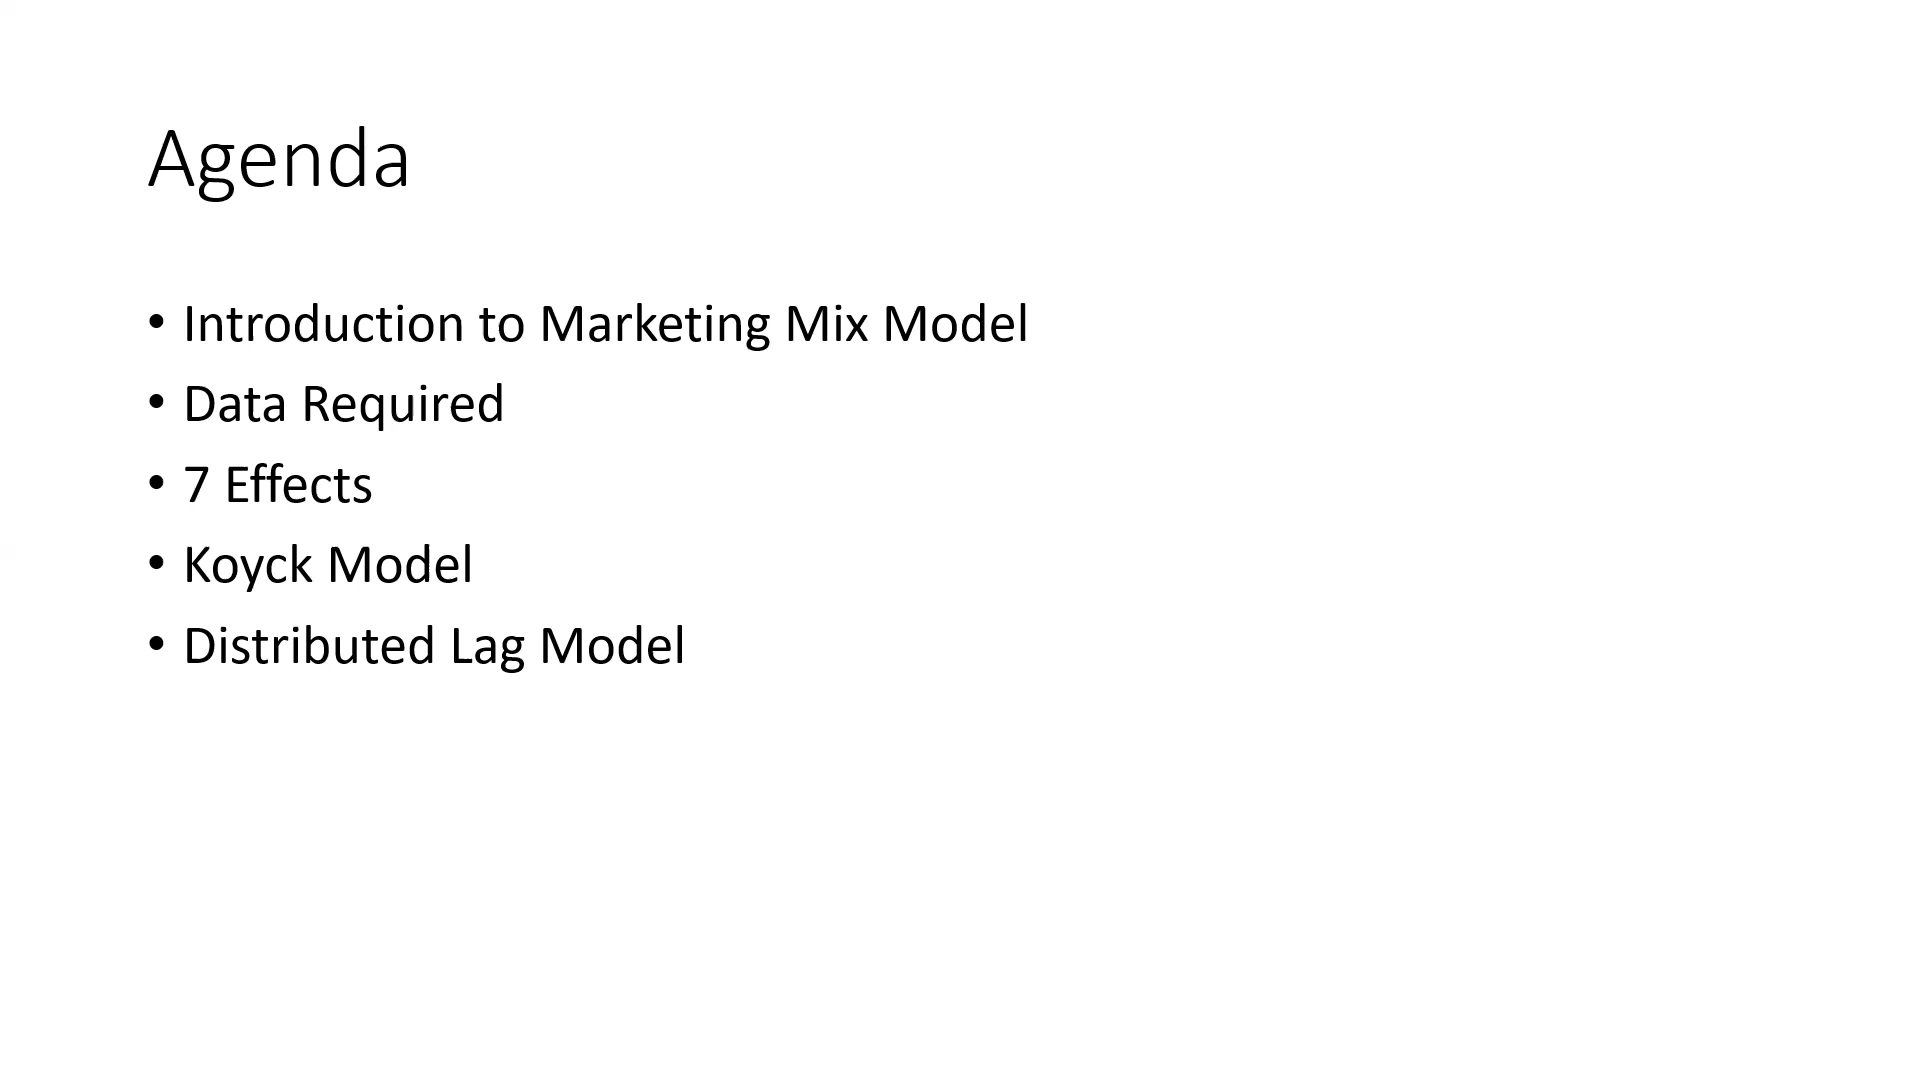 Agenda
• Introduction to Marketing Mix Model
• Data Required
• 7 Effects
• Koyck Model
• Distributed Lag Model